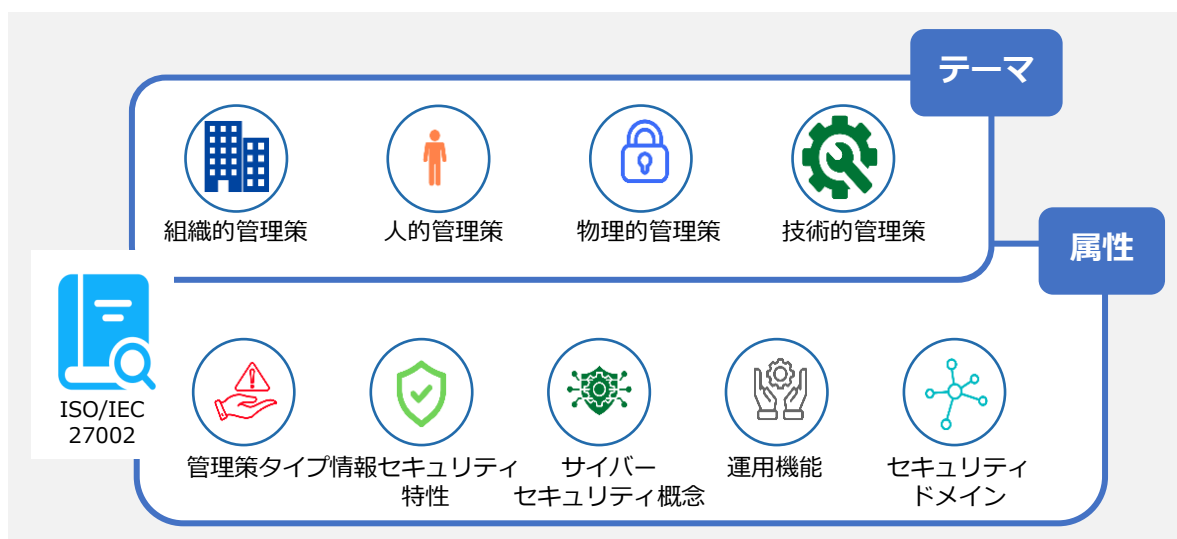 テーマ
組織的管理策
人的管理策
物理的管理策
技術的管理策
属性
ISO/IEC
27002
管理策タイプ
情報セキュリティ
特性
サイバー
セキュリティ概念
運用機能
セキュリティ
ドメイン